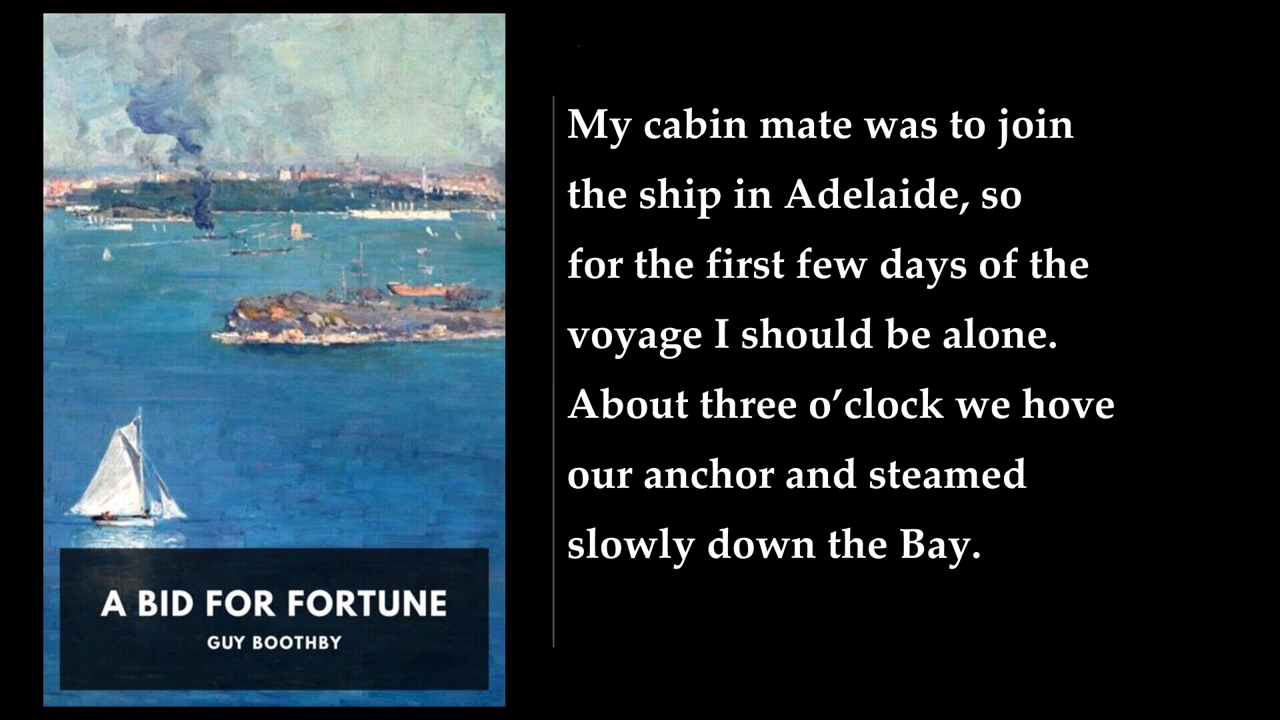 My cabin mate was to join
the ship in Adelaide, so
for the first few days of the
voyage I should be alone.
About three o’clock we hove
our anchor and steamed
slowly down the Bay.
A BID FOR FORTUNE
GUY BOOTHBY